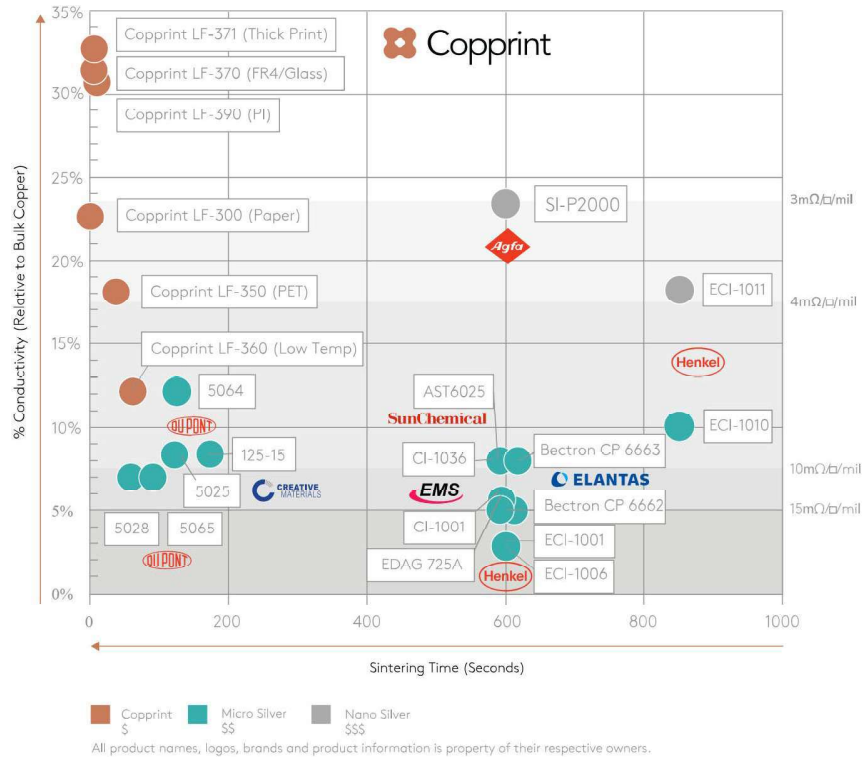 35%
Copprint LF-371 (Thick Print)
Copprint
Copprint LF-370 (FR4/Glass)
30%
Copprint LF-390 (PI)
25%
3mΩ/□/mil
SI-P2000
Copprint LF-300 (Paper)
Agfa
20%
Copprint LF-350 (PET)
ECI-1011
4mΩ/□/mil
15%
Copprint LF-360 (Low Temp)
Henkel
5064
AST6025
SunChemical
DUPONT
10%
ECI-1010
125-15
CI-1036
Bectron CP 6663
10mΩ/□/mil
5025
CREATIVE
MATERIALS
EMS
ELANTAS
5%
Bectron CP 6662
15mΩ/□/mil
5028
5065
CI-1001
ECI-1001
DUPONT
EDAG 725A
Henkel
ECI-1006
0%
0
200
400
600
800
1000
% Conductivity (Relative to Bulk Copper)
Sintering Time (Seconds)
Copprint
$
Micro Silver
$$
Nano Silver
$$$
All product names, logos, brands and product information is property of their respective owners.